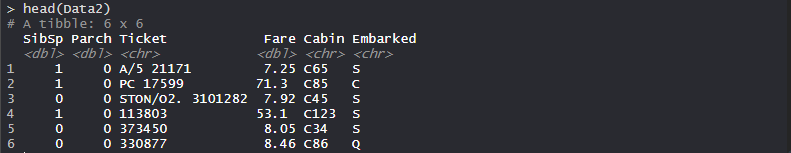 > head(Data2)
# A tibble: 6 x 6
SibSp Parch Ticket Fare Cabin Embarked
<dbl> <dbl> <chr> <dbl> <chr> <chr>
1 1 0 A/5 21171 7.25 C65 S
2 1 0 PC 17599 71.3 C85 C
3 0 0 STON/O2. 3101282 7.92 C45 S
4 1 0 113803 53.1 C123 S
5 0 0 373450 8.05 C34 S
6 0 0 330877 8.46 C86 Q